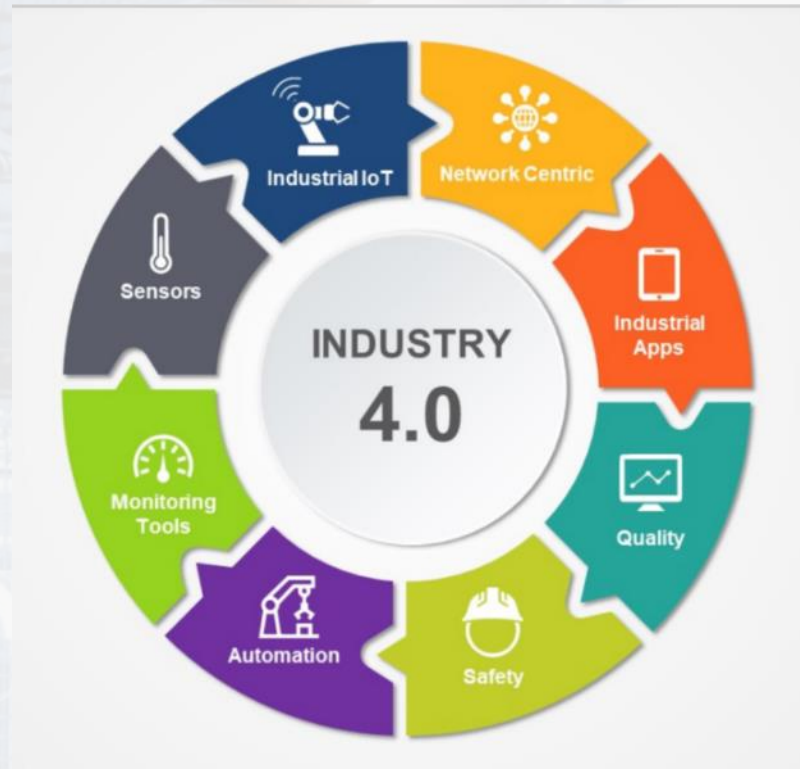 INDUSTRY
4.0
Industrial IoT
Network Centric
Industrial
Apps
Quality
Safety
Automation
Monitoring
Tools
Sensors